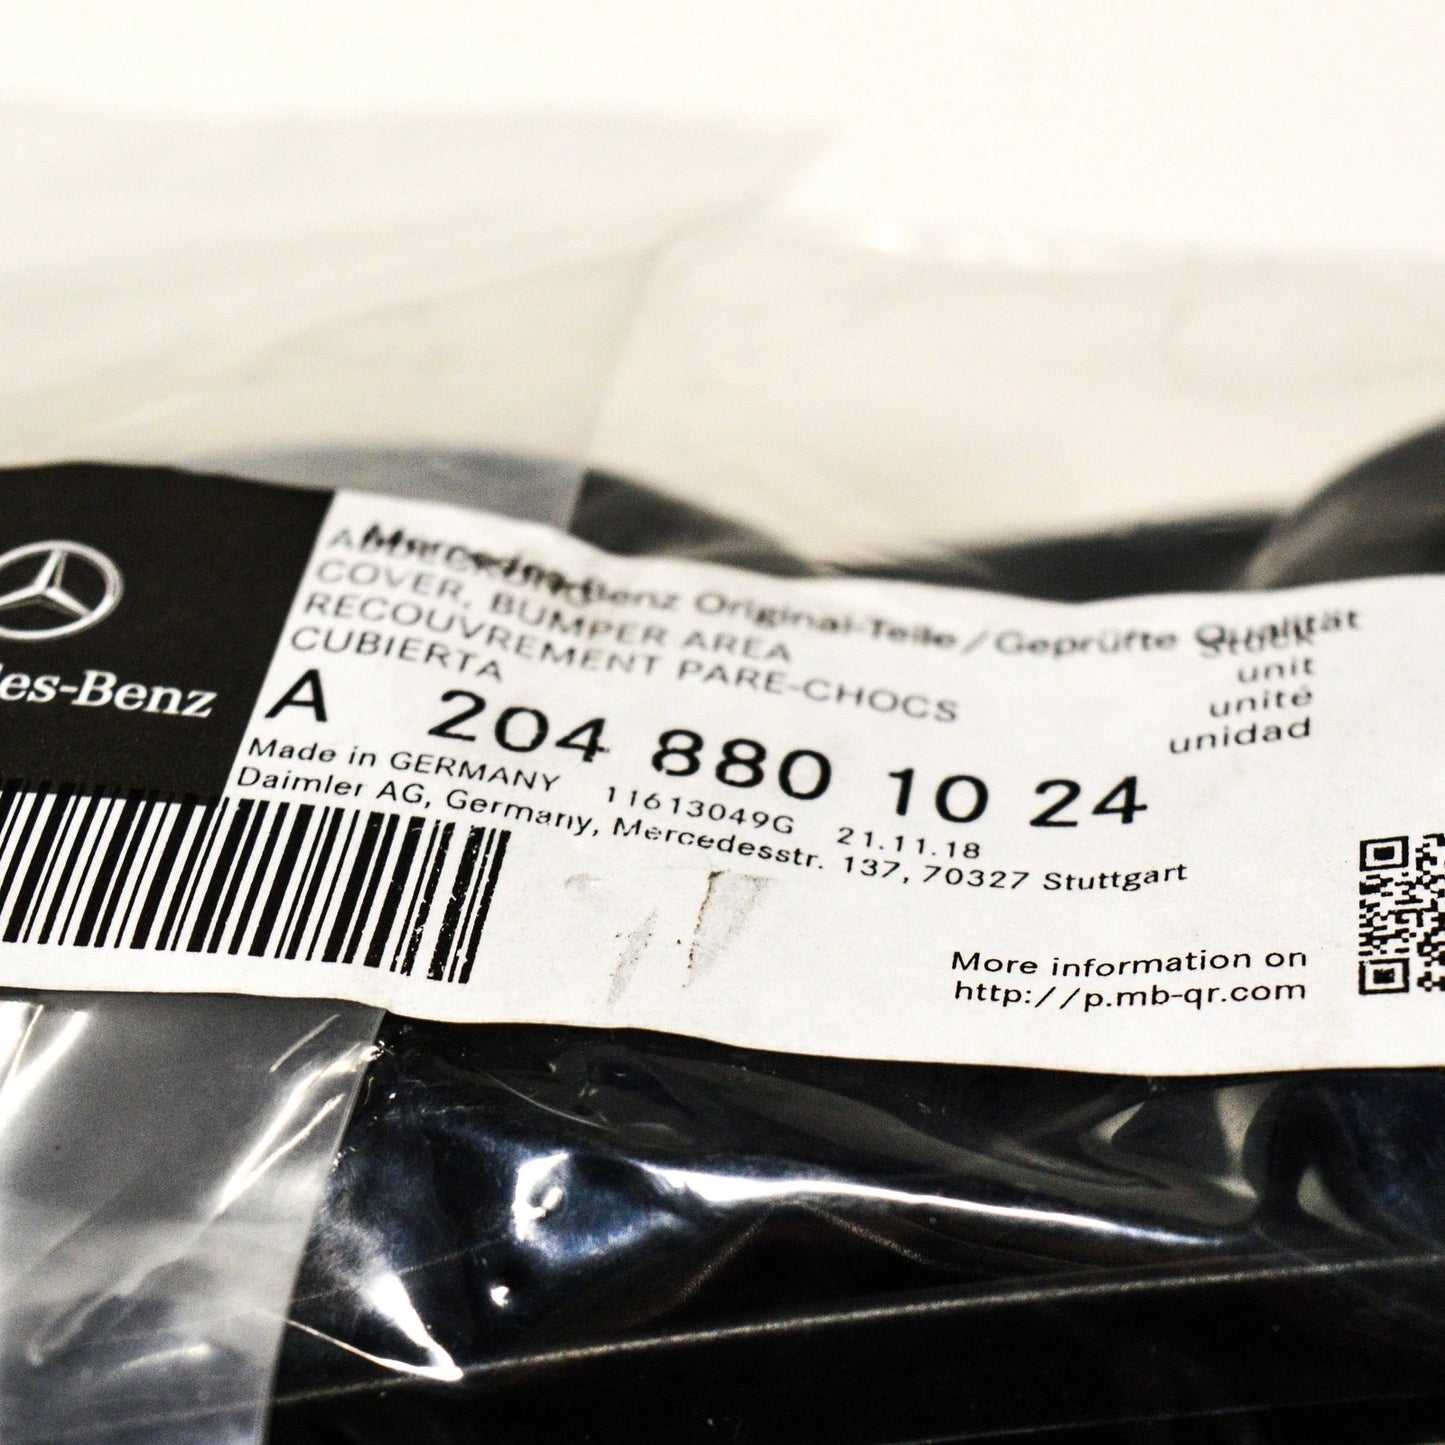 des-Benz
Mercedes-Benz Original-Teile / Geprüfte Qualität
ABDECKUNG
COVER, BUMPER AREA
RECOUVREMENT PARE-CHOCS
CUBIERTA
Stück
unit
unité
unidad
A 204 880 10 24
Made in GERMANY 11613049G 21.11.18
Daimler AG, Germany, Mercedesstr. 137, 70327 Stuttgart
More information on
http://p.mb-qr.com